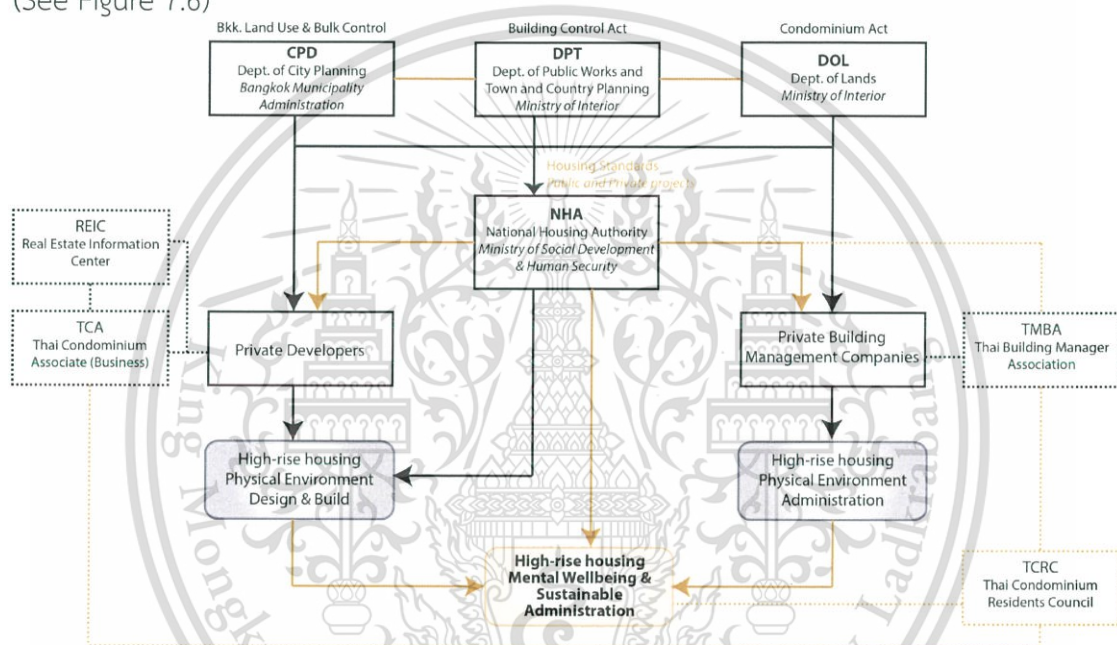 (See Figure 7.6)
Bkk. Land Use & Bulk Control
CPD
Dept. of City Planning
Bangkok Municipality
Administration
Building Control Act
DPT
Dept. of Public Works and
Town and Country Planning
Ministry of Interior
Condominium Act
DOL
Dept. of Lands
Ministry of Interior
Housing Standards
Public and Private projects
NHA
National Housing Authority
Ministry of Social Development
& Human Security
REIC
Real Estate Information
Center
TCA
Thai Condominium
Associate (Business)
Private Developers
Private Building
Management Companies
TMBA
Thai Building Manager
Association
High-rise housing
Physical Environment
Design & Build
High-rise housing
Physical Environment
Administration
High-rise housing
Mental Wellbeing &
Sustainable
Administration
TCRC
Thai Condominium
Residents Council
King Mongk
Ladkrabang